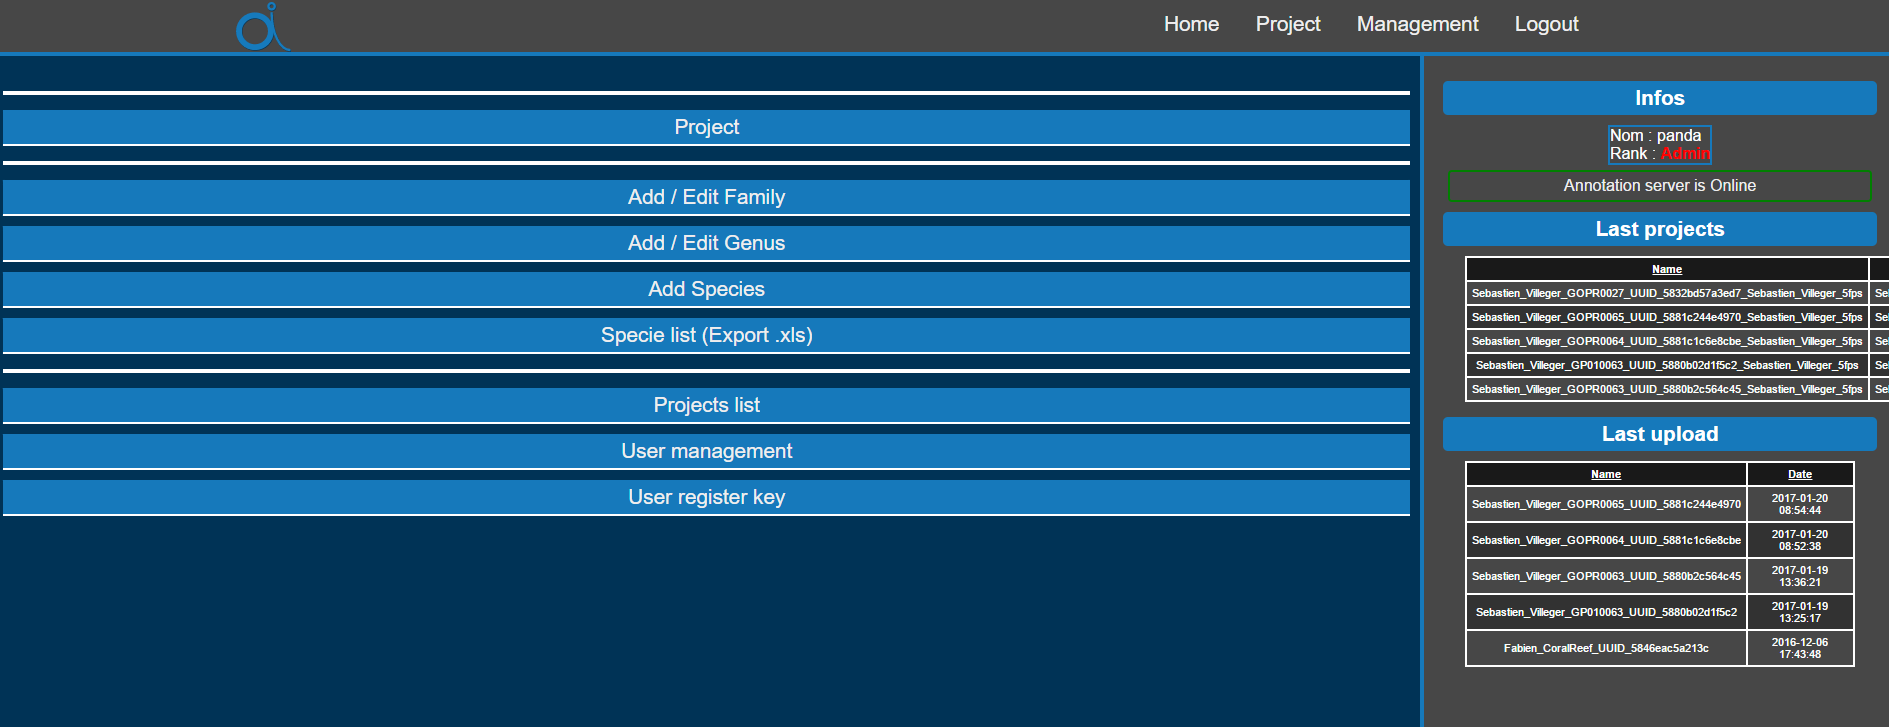 Home Project Management Logout
Project
Add / Edit Family
Add / Edit Genus
Add Species
Specie list (Export .xls)
Projects list
User management
User register key
Infos
Nom : panda
Rank : Admin
Annotation server is Online
Last projects
Name
Sebastien_Villeger_GOPR0027_UUID_5832bd57a3ed7_Sebastien_Villeger_5fps Se
Sebastien_Villeger_GOPR0065_UUID_5881c244e4970_Sebastien_Villeger_5fps Se
Sebastien_Villeger_GOPR0064_UUID_5881c1c6e8cbe_Sebastien_Villeger_5fps Se
Sebastien_Villeger_GP010063_UUID_5880b02d1f5c2_Sebastien_Villeger_5fps Se
Sebastien_Villeger_GOPR0063_UUID_5880b2c564c45_Sebastien_Villeger_5fps Se
Last upload
Name Date
Sebastien_Villeger_GOPR0065_UUID_5881c244e4970 2017-01-20
08:54:44
Sebastien_Villeger_GOPR0064_UUID_5881c1c6e8cbe 2017-01-20
08:52:38
Sebastien_Villeger_GOPR0063_UUID_5880b2c564c45 2017-01-19
13:36:21
Sebastien_Villeger_GP010063_UUID_5880b02d1f5c2 2017-01-19
13:25:17
Fabien_CoralReef_UUID_5846eac5a213c 2016-12-06
17:43:48